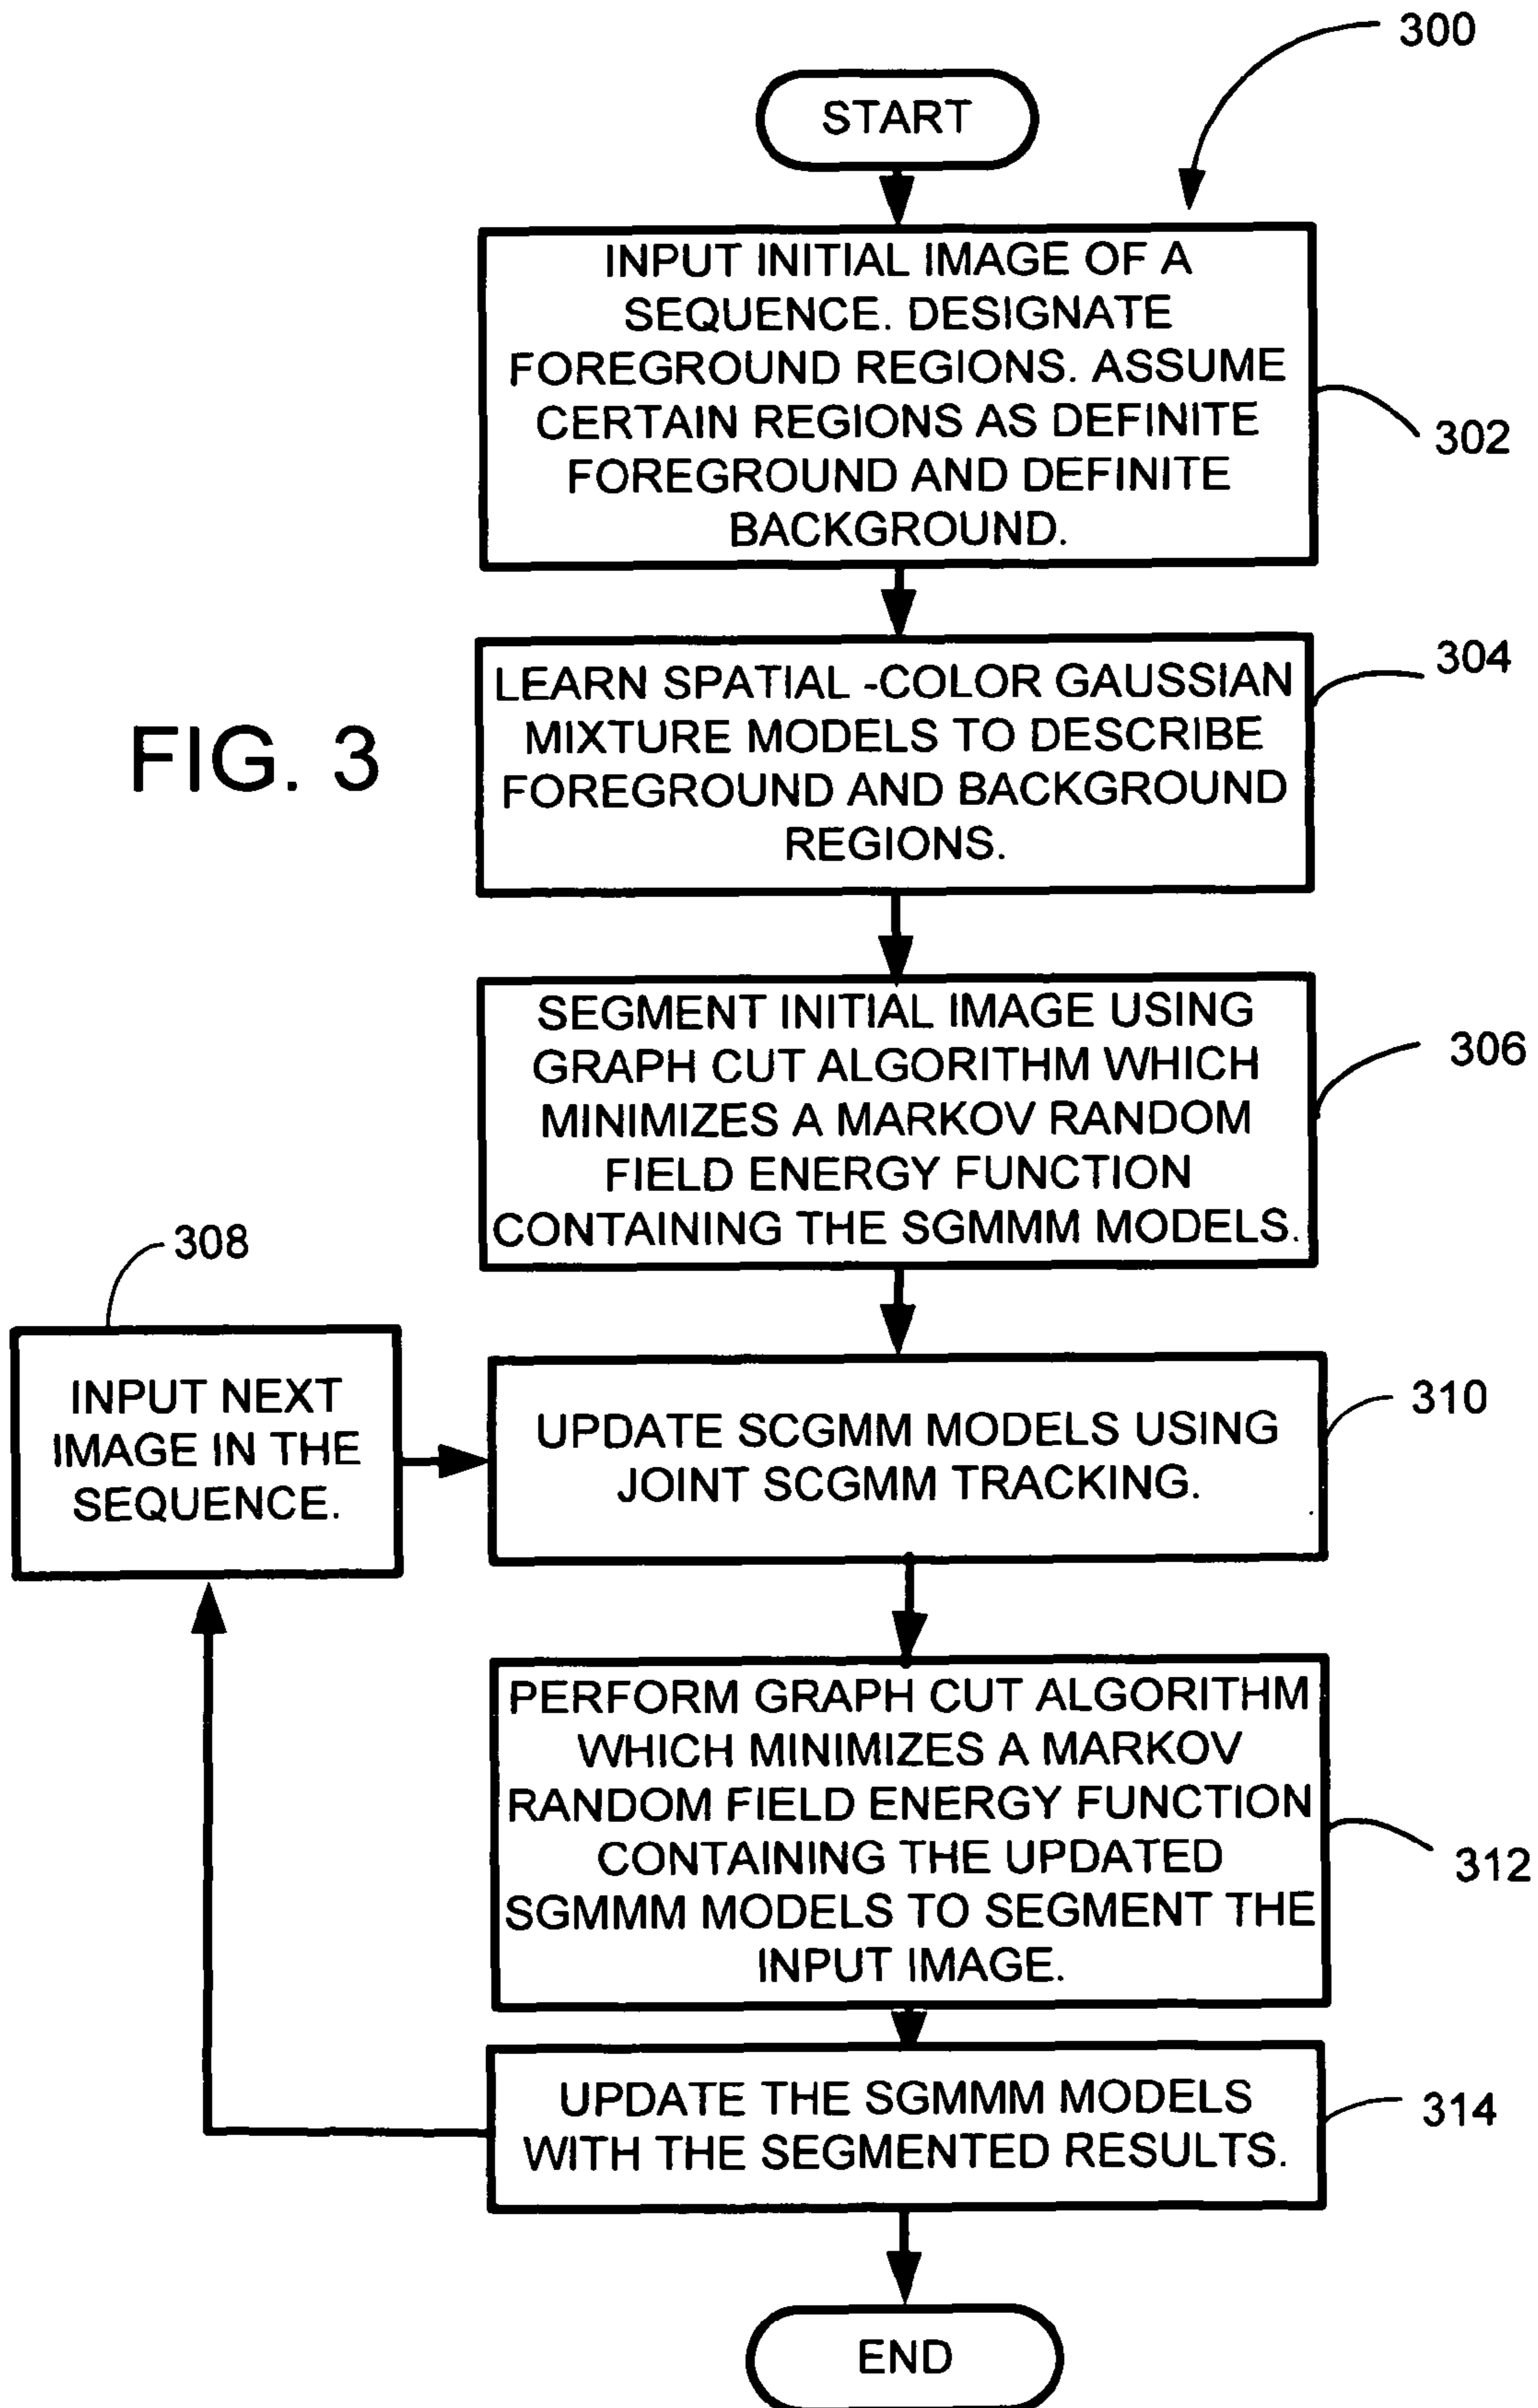 300
START
INPUT INITIAL IMAGE OF A
SEQUENCE. DESIGNATE
FOREGROUND REGIONS. ASSUME
CERTAIN REGIONS AS DEFINITE
FOREGROUND AND DEFINITE
BACKGROUND.
302
LEARN SPATIAL -COLOR GAUSSIAN
MIXTURE MODELS TO DESCRIBE
FOREGROUND AND BACKGROUND
REGIONS.
304
FIG. 3
SEGMENT INITIAL IMAGE USING
GRAPH CUT ALGORITHM WHICH
MINIMIZES A MARKOV RANDOM
FIELD ENERGY FUNCTION
CONTAINING THE SGMMM MODELS.
306
308
INPUT NEXT
IMAGE IN THE
SEQUENCE.
UPDATE SCGMM MODELS USING
JOINT SCGMM TRACKING.
310
PERFORM GRAPH CUT ALGORITHM
WHICH MINIMIZES A MARKOV
RANDOM FIELD ENERGY FUNCTION
CONTAINING THE UPDATED
SGMMM MODELS TO SEGMENT THE
INPUT IMAGE.
312
UPDATE THE SGMMM MODELS
WITH THE SEGMENTED RESULTS.
314
END